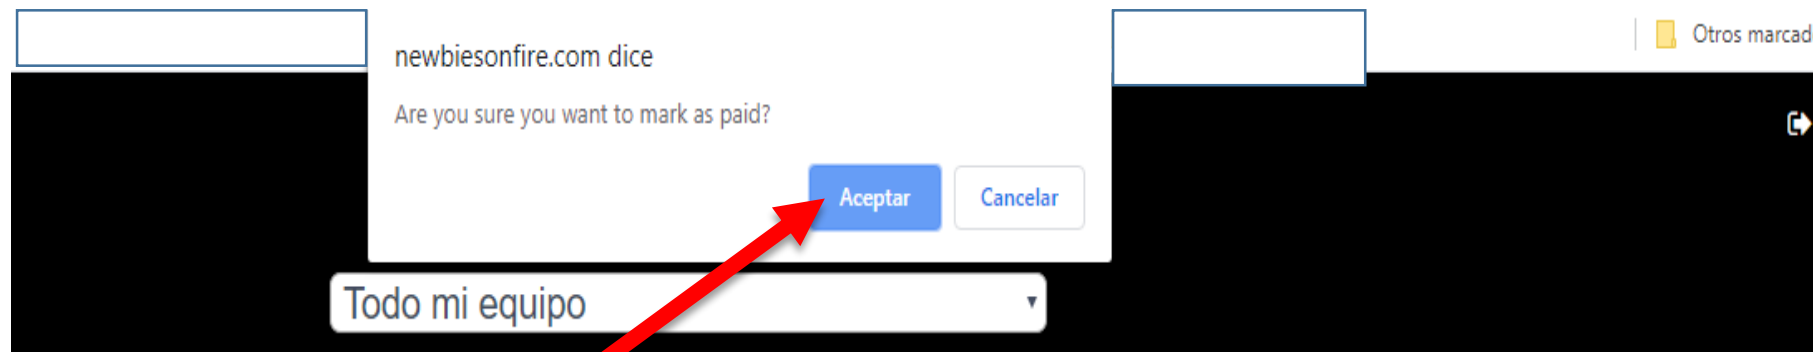 Otros marcad
newbiesonfire.com dice
Are you sure you want to mark as paid?
Aceptar Cancelar
Todo mi equipo